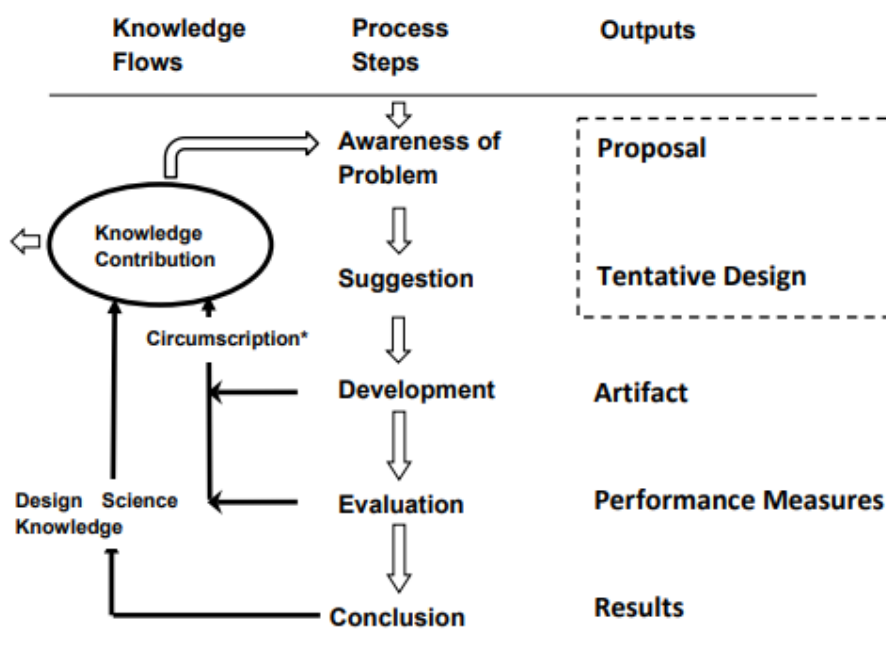 Knowledge
Flows
Process
Steps
Outputs
Awareness of
Problem
Proposal
Knowledge
Contribution
Suggestion
Tentative Design
Circumscription*
Development
Artifact
Design Science
Knowledge
Evaluation
Performance Measures
Conclusion
Results